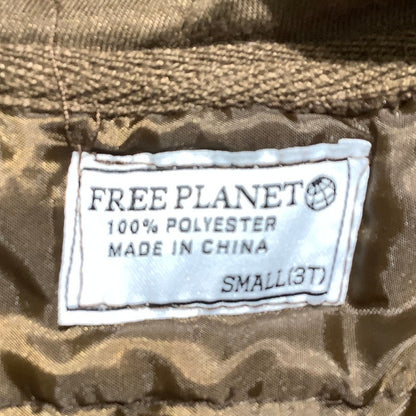 FREE PLANET
100% POLYESTER
MADE IN CHINA
SMALL(3T)